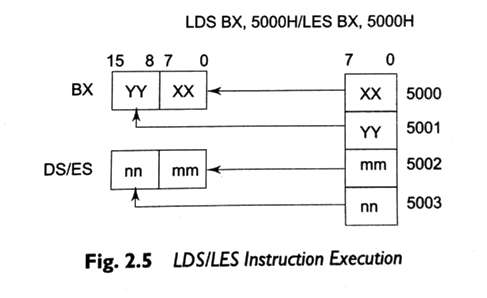 LDS BX, 5000H/LES BX, 5000H
15 8 7 0 7 0
BX YY XX XX 5000
YY 5001
DS/ES nn mm mm 5002
nn 5003
Fig. 2.5 LDS/LES Instruction Execution